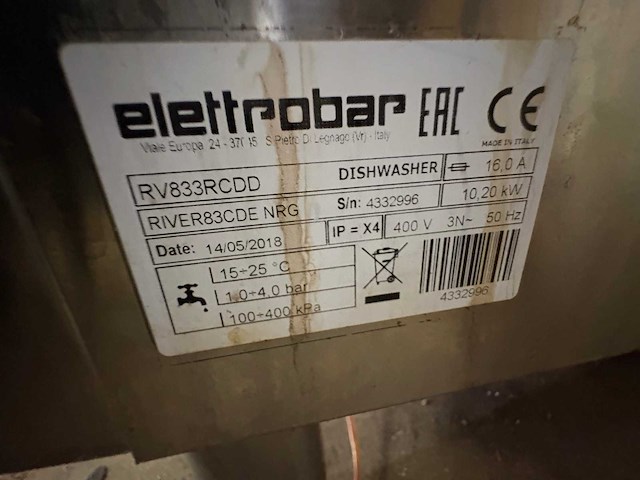 elettrobar EAC CE
Viale Europa, 24 - 37045 S.Pietro Di Legnago (Vr) - Italy
MADE IN ITALY
RV833RCDD DISHWASHER 16,0 A
RIVER83CDE NRG S/n: 4332996 10,20 kW
Date: 14/05/2018 IP = X4 400 V 3N~ 50 Hz
15÷25 °C
1,0÷4,0 bar
100÷400 kPa
4332996